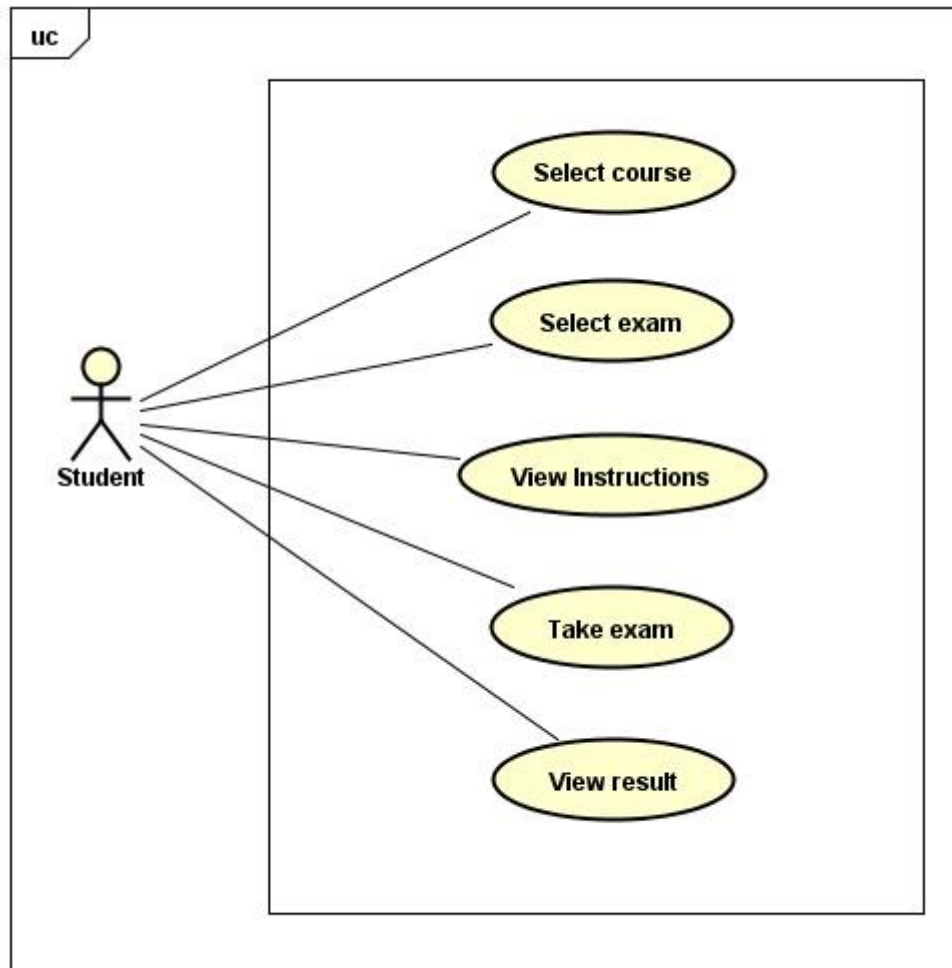 uc
Select course
Select exam
View Instructions
Student
Take exam
View result